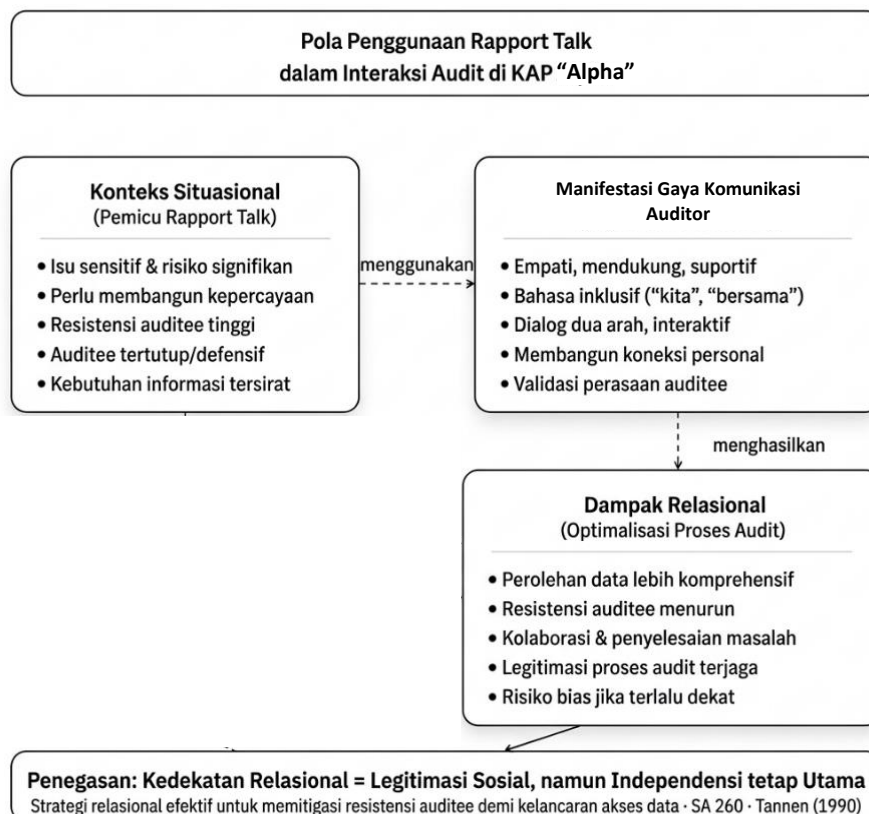 Pola Penggunaan Rapport Talk
dalam Interaksi Audit di KAP “Alpha”
Konteks Situasional
(Pemicu Rapport Talk)
• Isu sensitif & risiko signifikan
• Perlu membangun kepercayaan
• Resistensi auditee tinggi
• Auditee tertutup/defensif
• Kebutuhan informasi tersirat
menggunakan
Manifestasi Gaya Komunikasi
Auditor
• Empati, mendukung, suportif
• Bahasa inklusif (“kita”, “bersama”)
• Dialog dua arah, interaktif
• Membangun koneksi personal
• Validasi perasaan auditee
menghasilkan
Dampak Relasional
(Optimalisasi Proses Audit)
• Perolehan data lebih komprehensif
• Resistensi auditee menurun
• Kolaborasi & penyelesaian masalah
• Legitimasi proses audit terjaga
• Risiko bias jika terlalu dekat
Penegasan: Kedekatan Relasional = Legitimasi Sosial, namun Independensi tetap Utama
Strategi relasional efektif untuk memitigasi resistensi auditee demi kelancaran akses data · SA 260 · Tannen (1990)